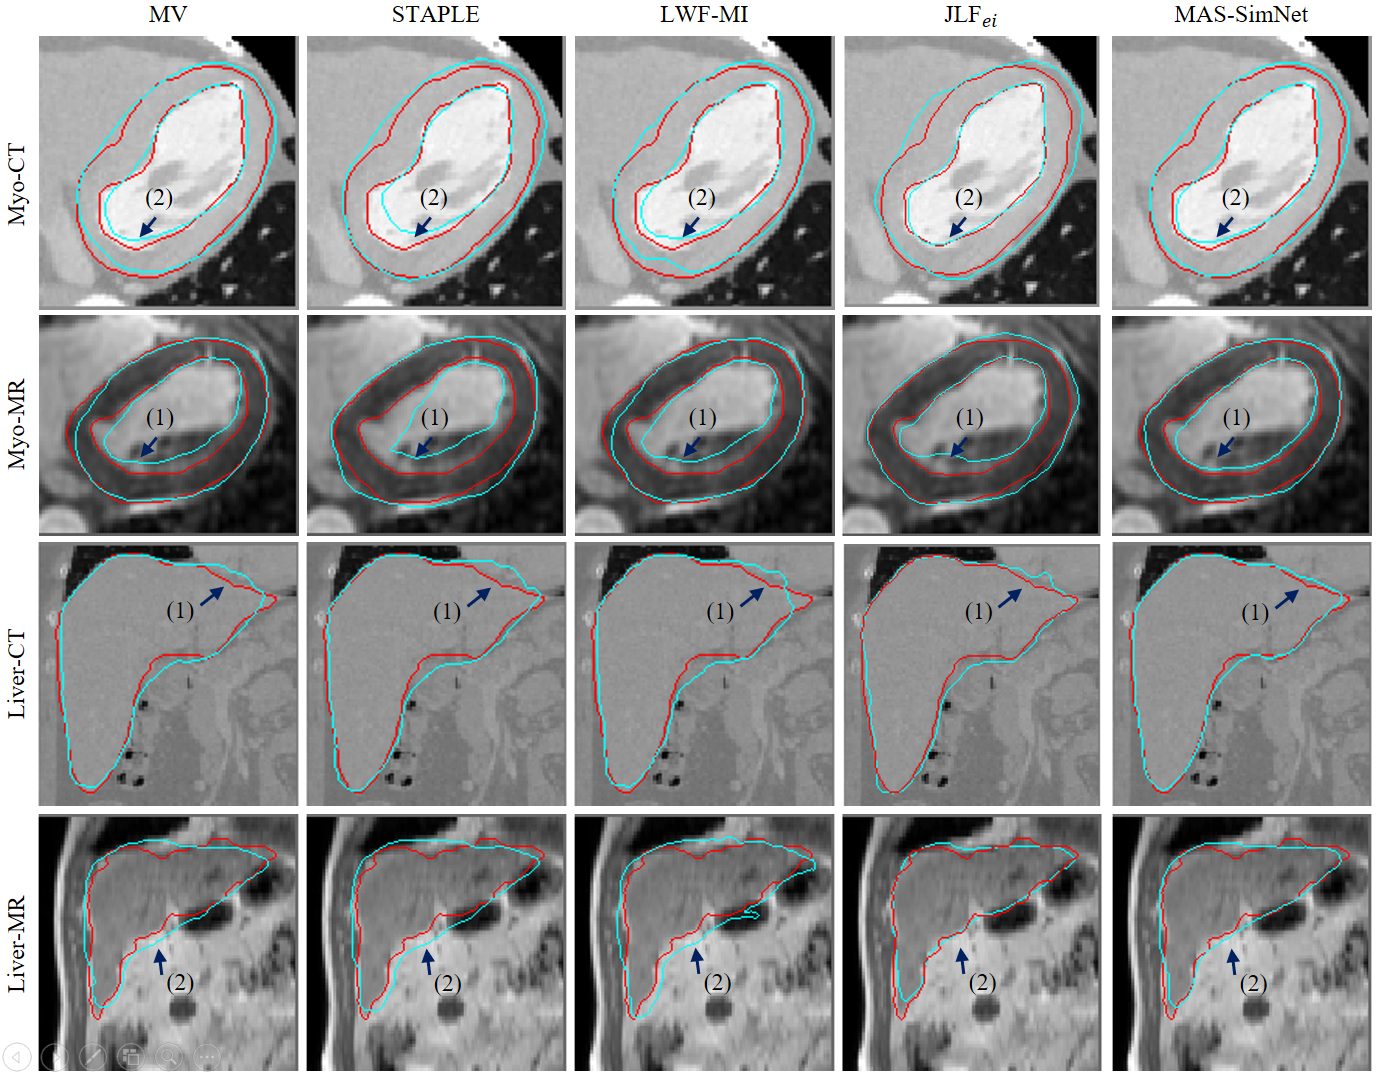 MV STAPLE LWF-MI JLFei MAS-SimNet
Myo-CT
(2) (2) (2) (2) (2)
Myo-MR
(1) (1) (1) (1) (1)
Liver-CT
(1) (1) (1) (1) (1)
Liver-MR
(2) (2) (2) (2) (2)